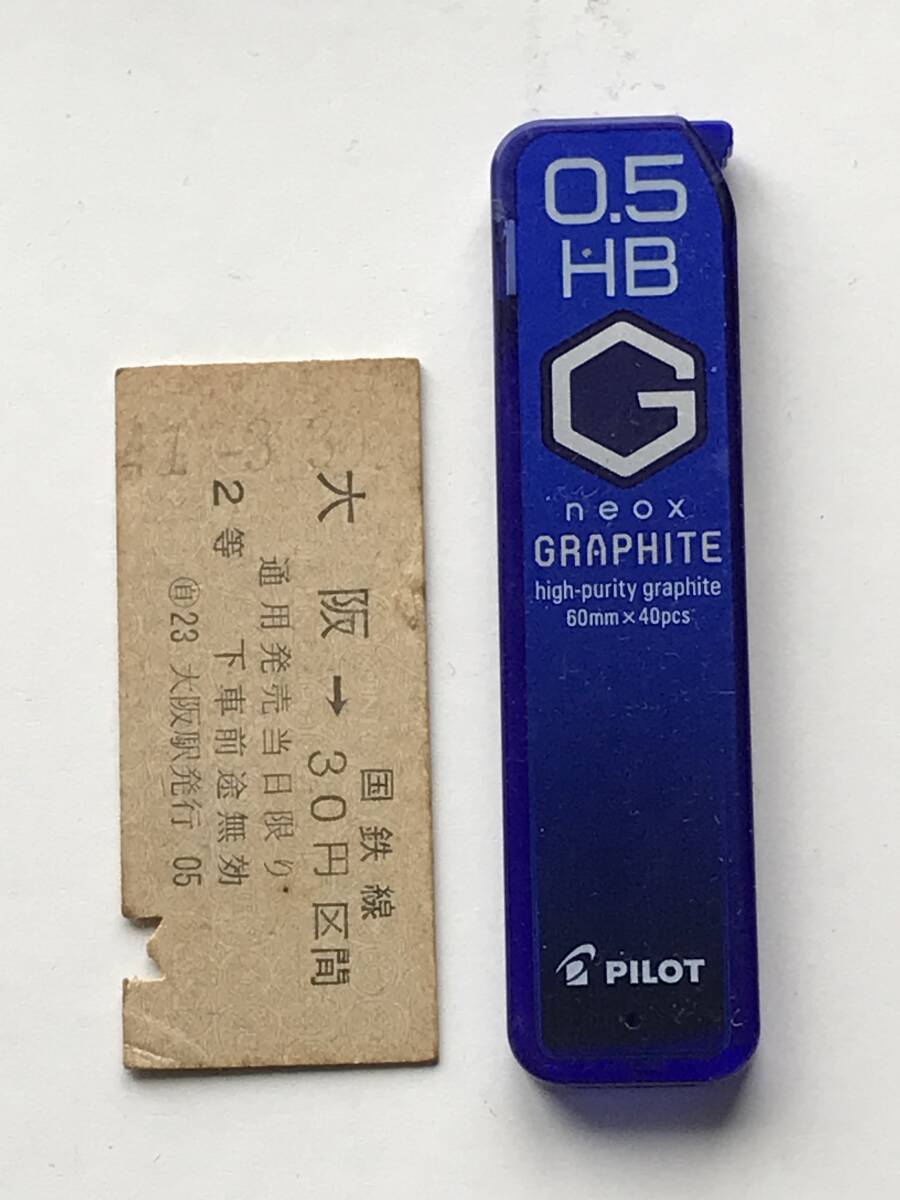 大阪→30円区間
国鉄線
通用発売当日限り
2等 下車前途無効
㊂23 大阪駅発行 05
0.5
HB
G
neox
GRAPHITE
high-purity graphite
60mm×40pcs
PILOT